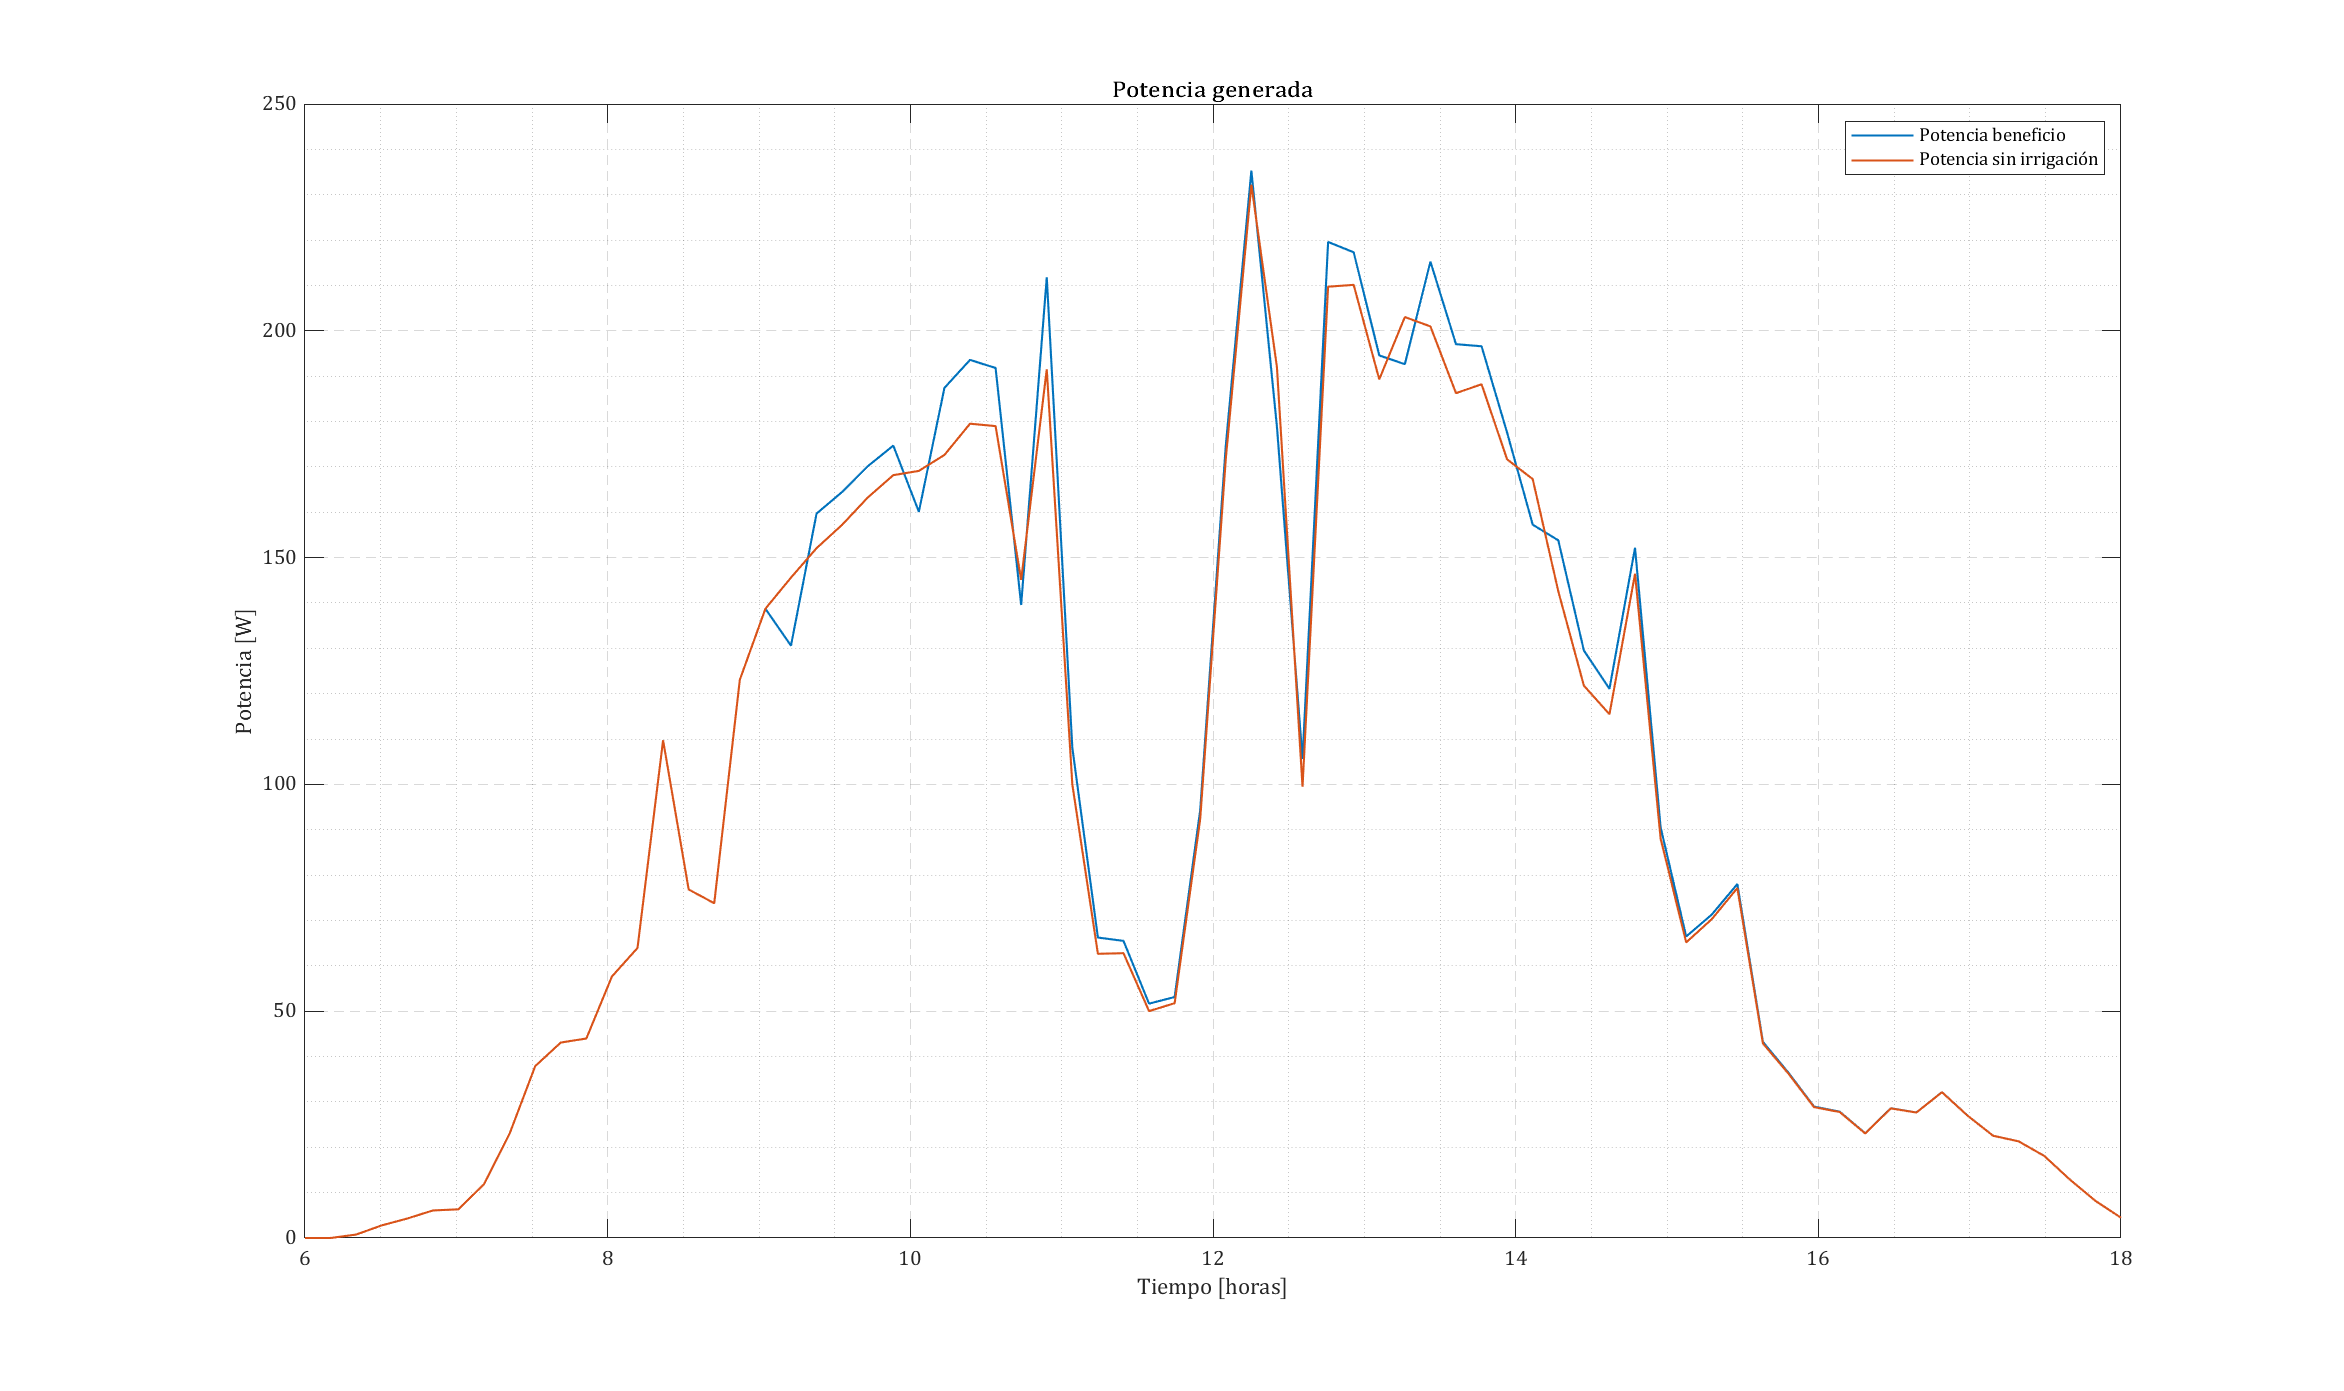 Potencia generada
250
200
150
100
50
0
Potencia [W]
Potencia beneficio
Potencia sin irrigación
6 8 10 12 14 16 18
Tiempo [horas]